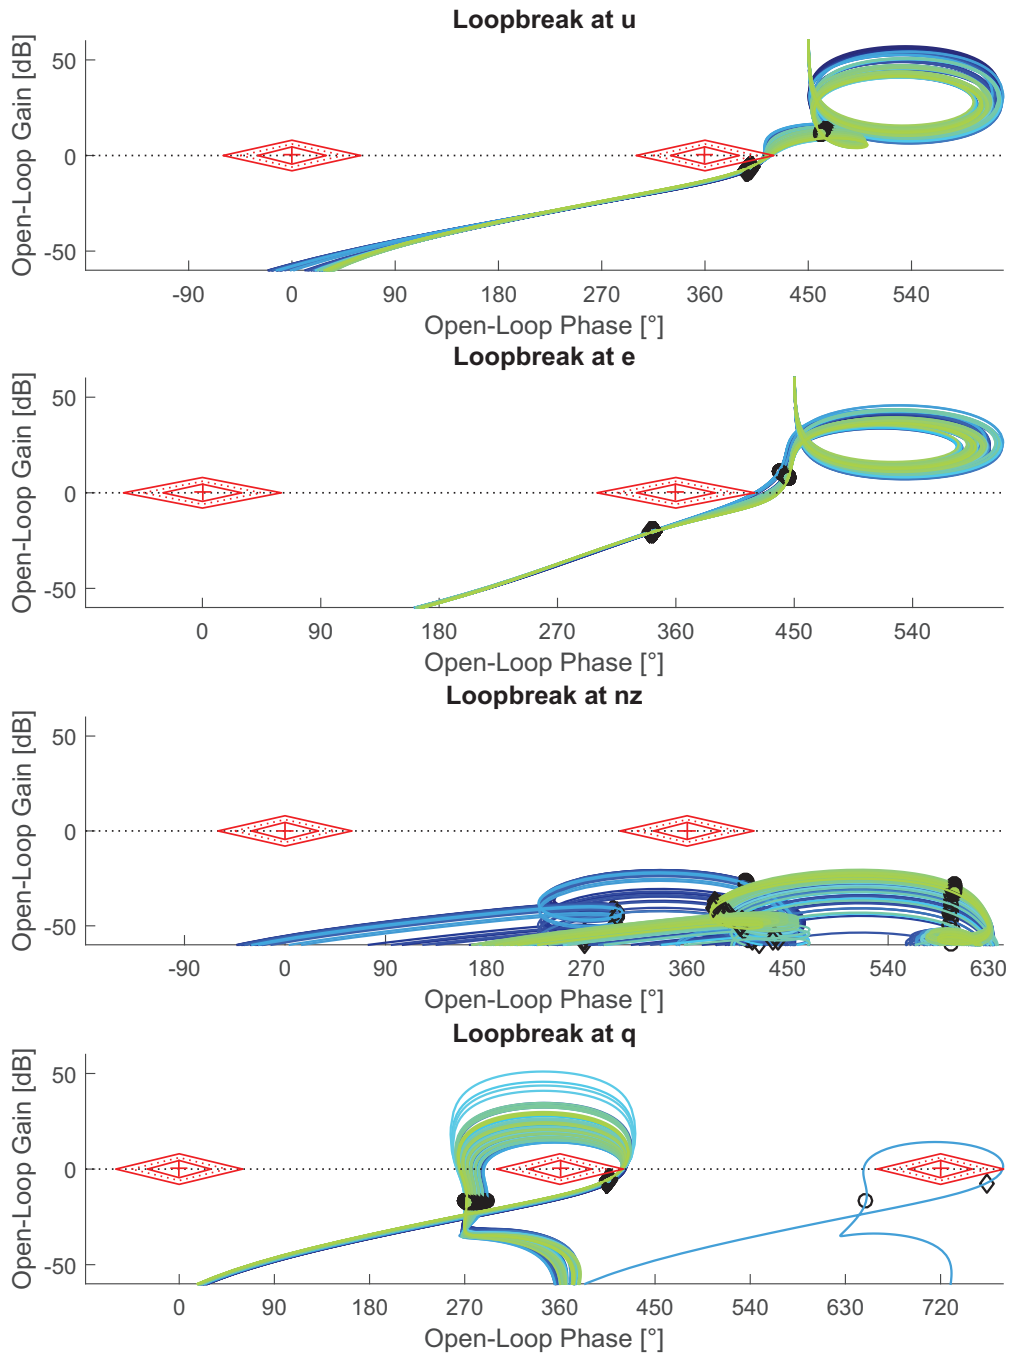 Loopbreak at u
Open-Loop Gain [dB]
50
0
-50
-90 0 90 180 270 360 450 540
Open-Loop Phase [°]
Loopbreak at e
Open-Loop Gain [dB]
50
0
-50
0 90 180 270 360 450 540
Open-Loop Phase [°]
Loopbreak at nz
Open-Loop Gain [dB]
50
0
-50
-90 0 90 180 270 360 450 540 630
Open-Loop Phase [°]
Loopbreak at q
Open-Loop Gain [dB]
50
0
-50
0 90 180 270 360 450 540 630 720
Open-Loop Phase [°]